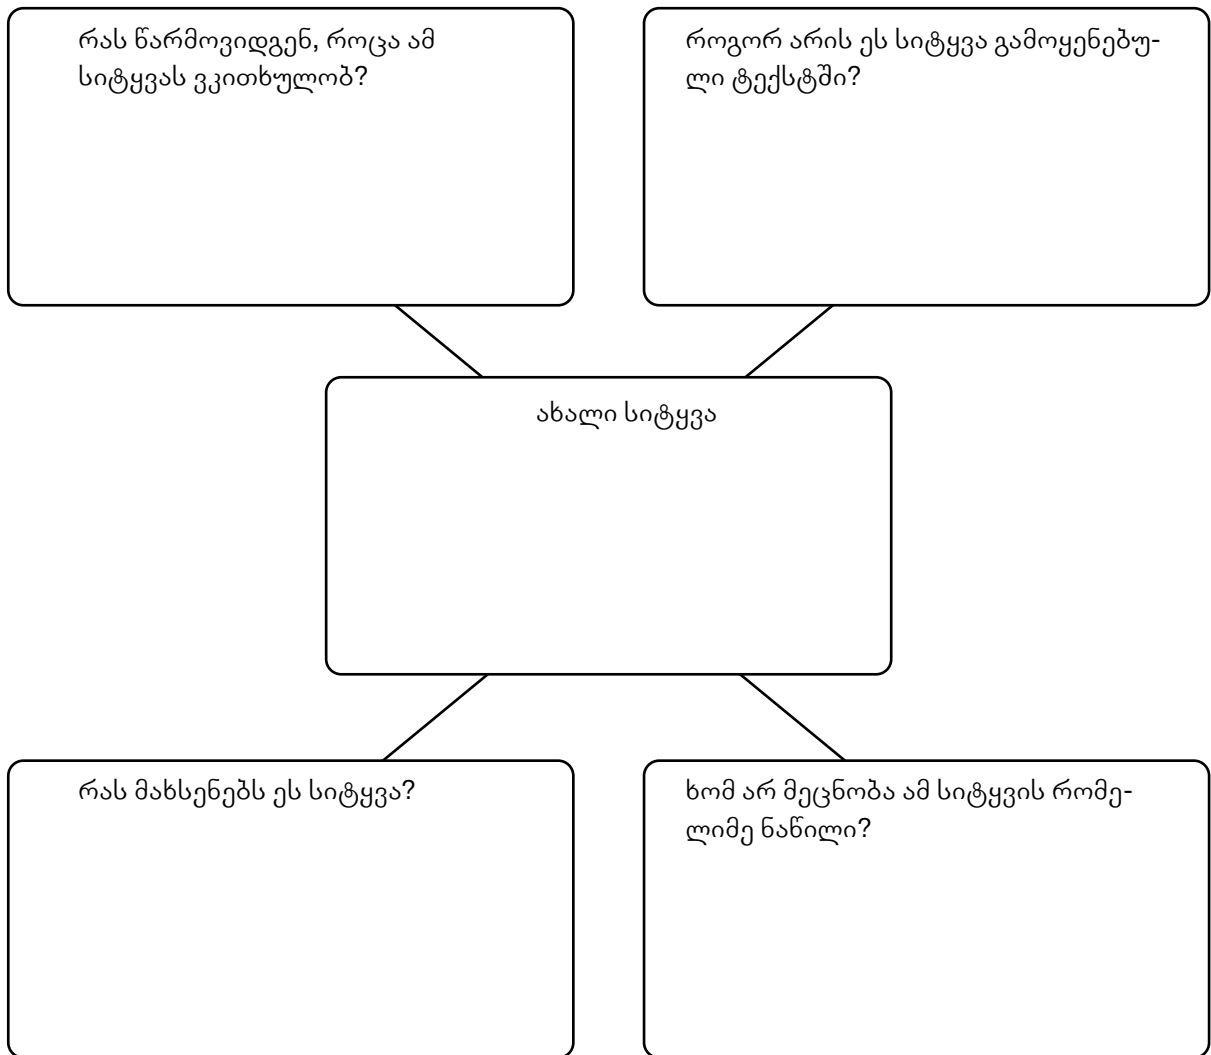 რას წარმოვიდგენ, როცა ამ
სიტყვას ვკითხულობ?
როგორ არის ეს სიტყვა გამოყენებუ-
ლი ტექსტში?
ახალი სიტყვა
რას მახსენებს ეს სიტყვა?
ხომ არ მეცნობა ამ სიტყვის რომე-
ლიმე ნაწილი?